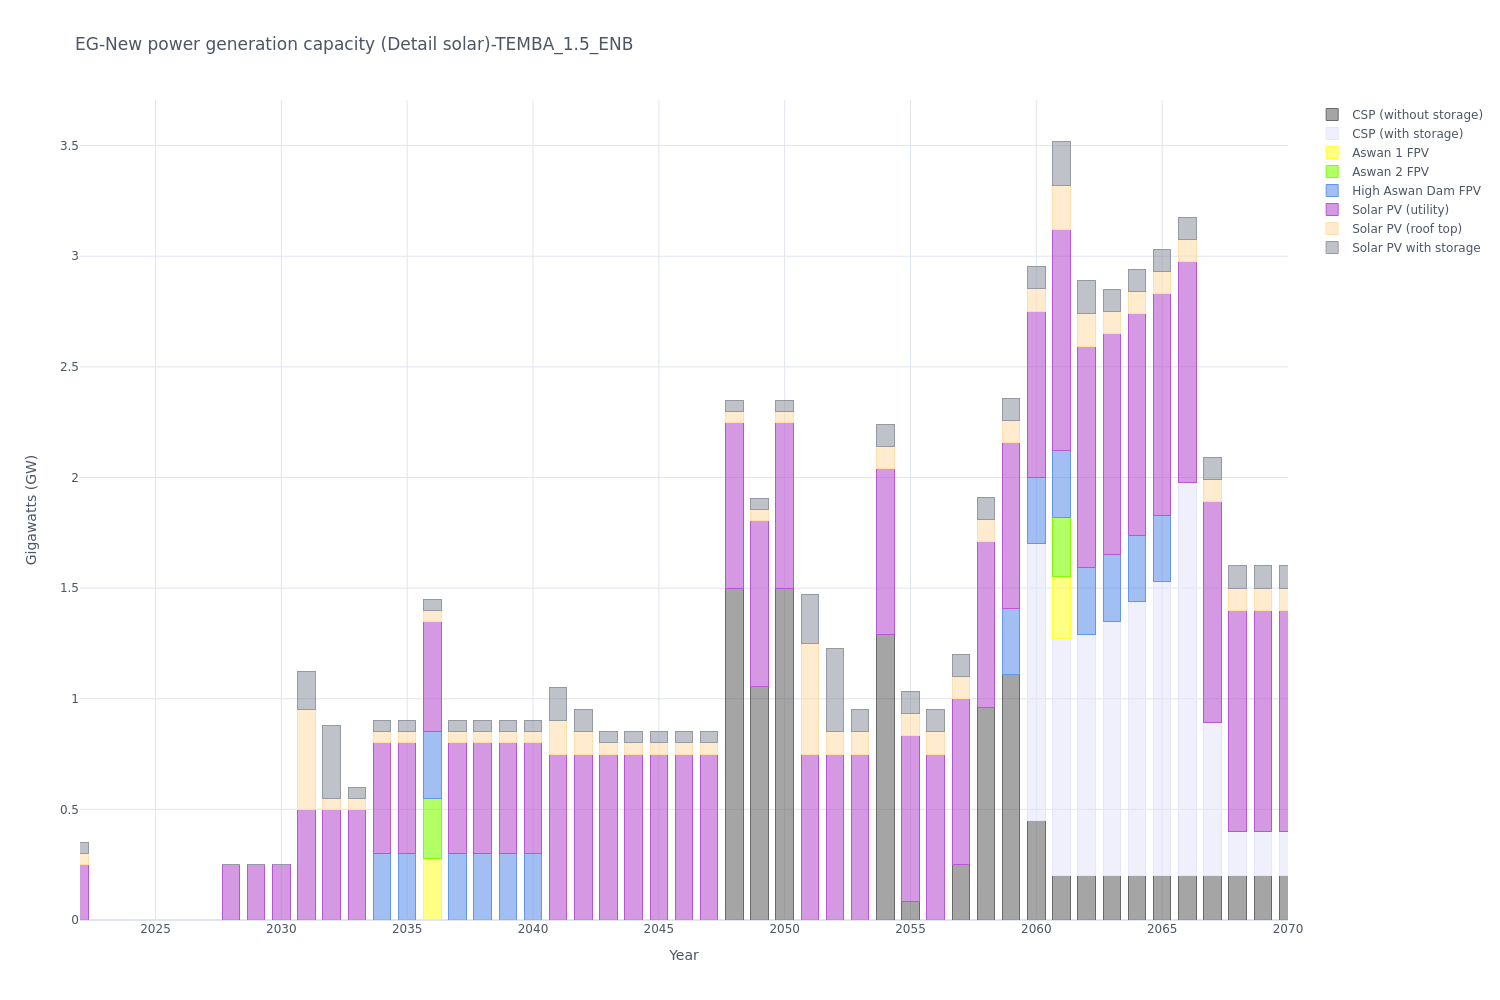 EG-New power generation capacity (Detail solar)-TEMBA_1.5_ENB
CSP (without storage)
CSP (with storage)
Aswan 1 FPV
Aswan 2 FPV
High Aswan Dam FPV
Solar PV (utility)
Solar PV (roof top)
Solar PV with storage
Gigawatts (GW)
3.5
3
2.5
2
1.5
1
0.5
0
2025
2030
2035
2040
2045
2050
2055
2060
2065
2070
Year